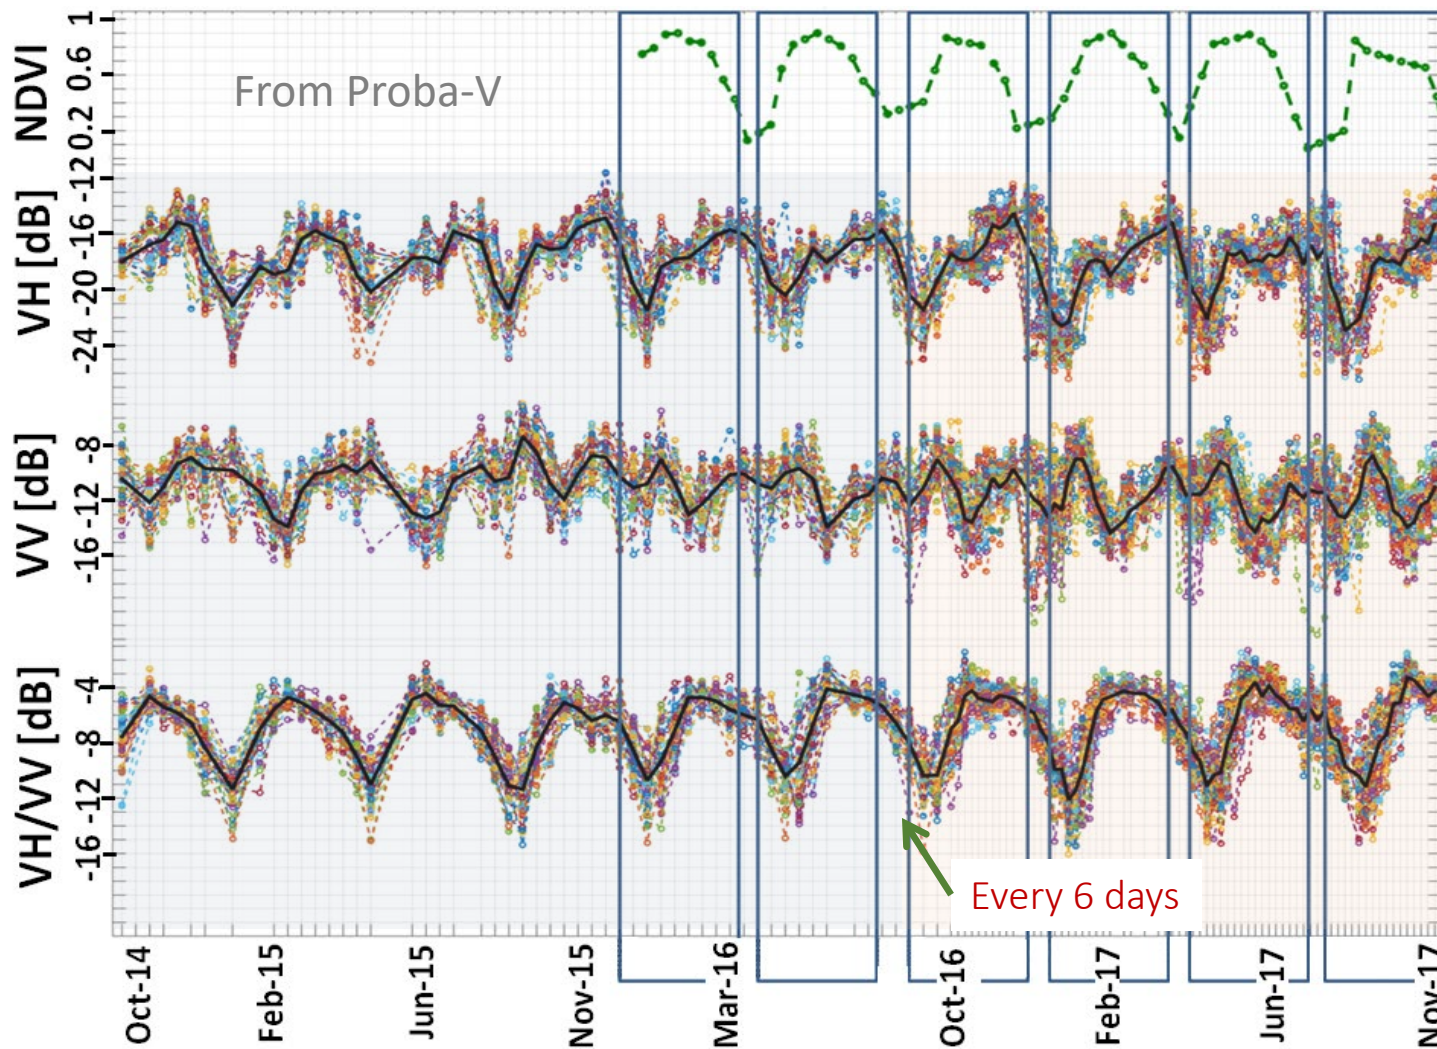 NDVI
1
0.6
0.2
From Proba-V
VH [dB]
-12
-16
-20
-24
VV [dB]
-8
-12
-16
VH/VV [dB]
-4
-8
-12
-16
Every 6 days
Oct-14
Feb-15
Jun-15
Nov-15
Mar-16
Oct-16
Feb-17
Jun-17
Nov-17